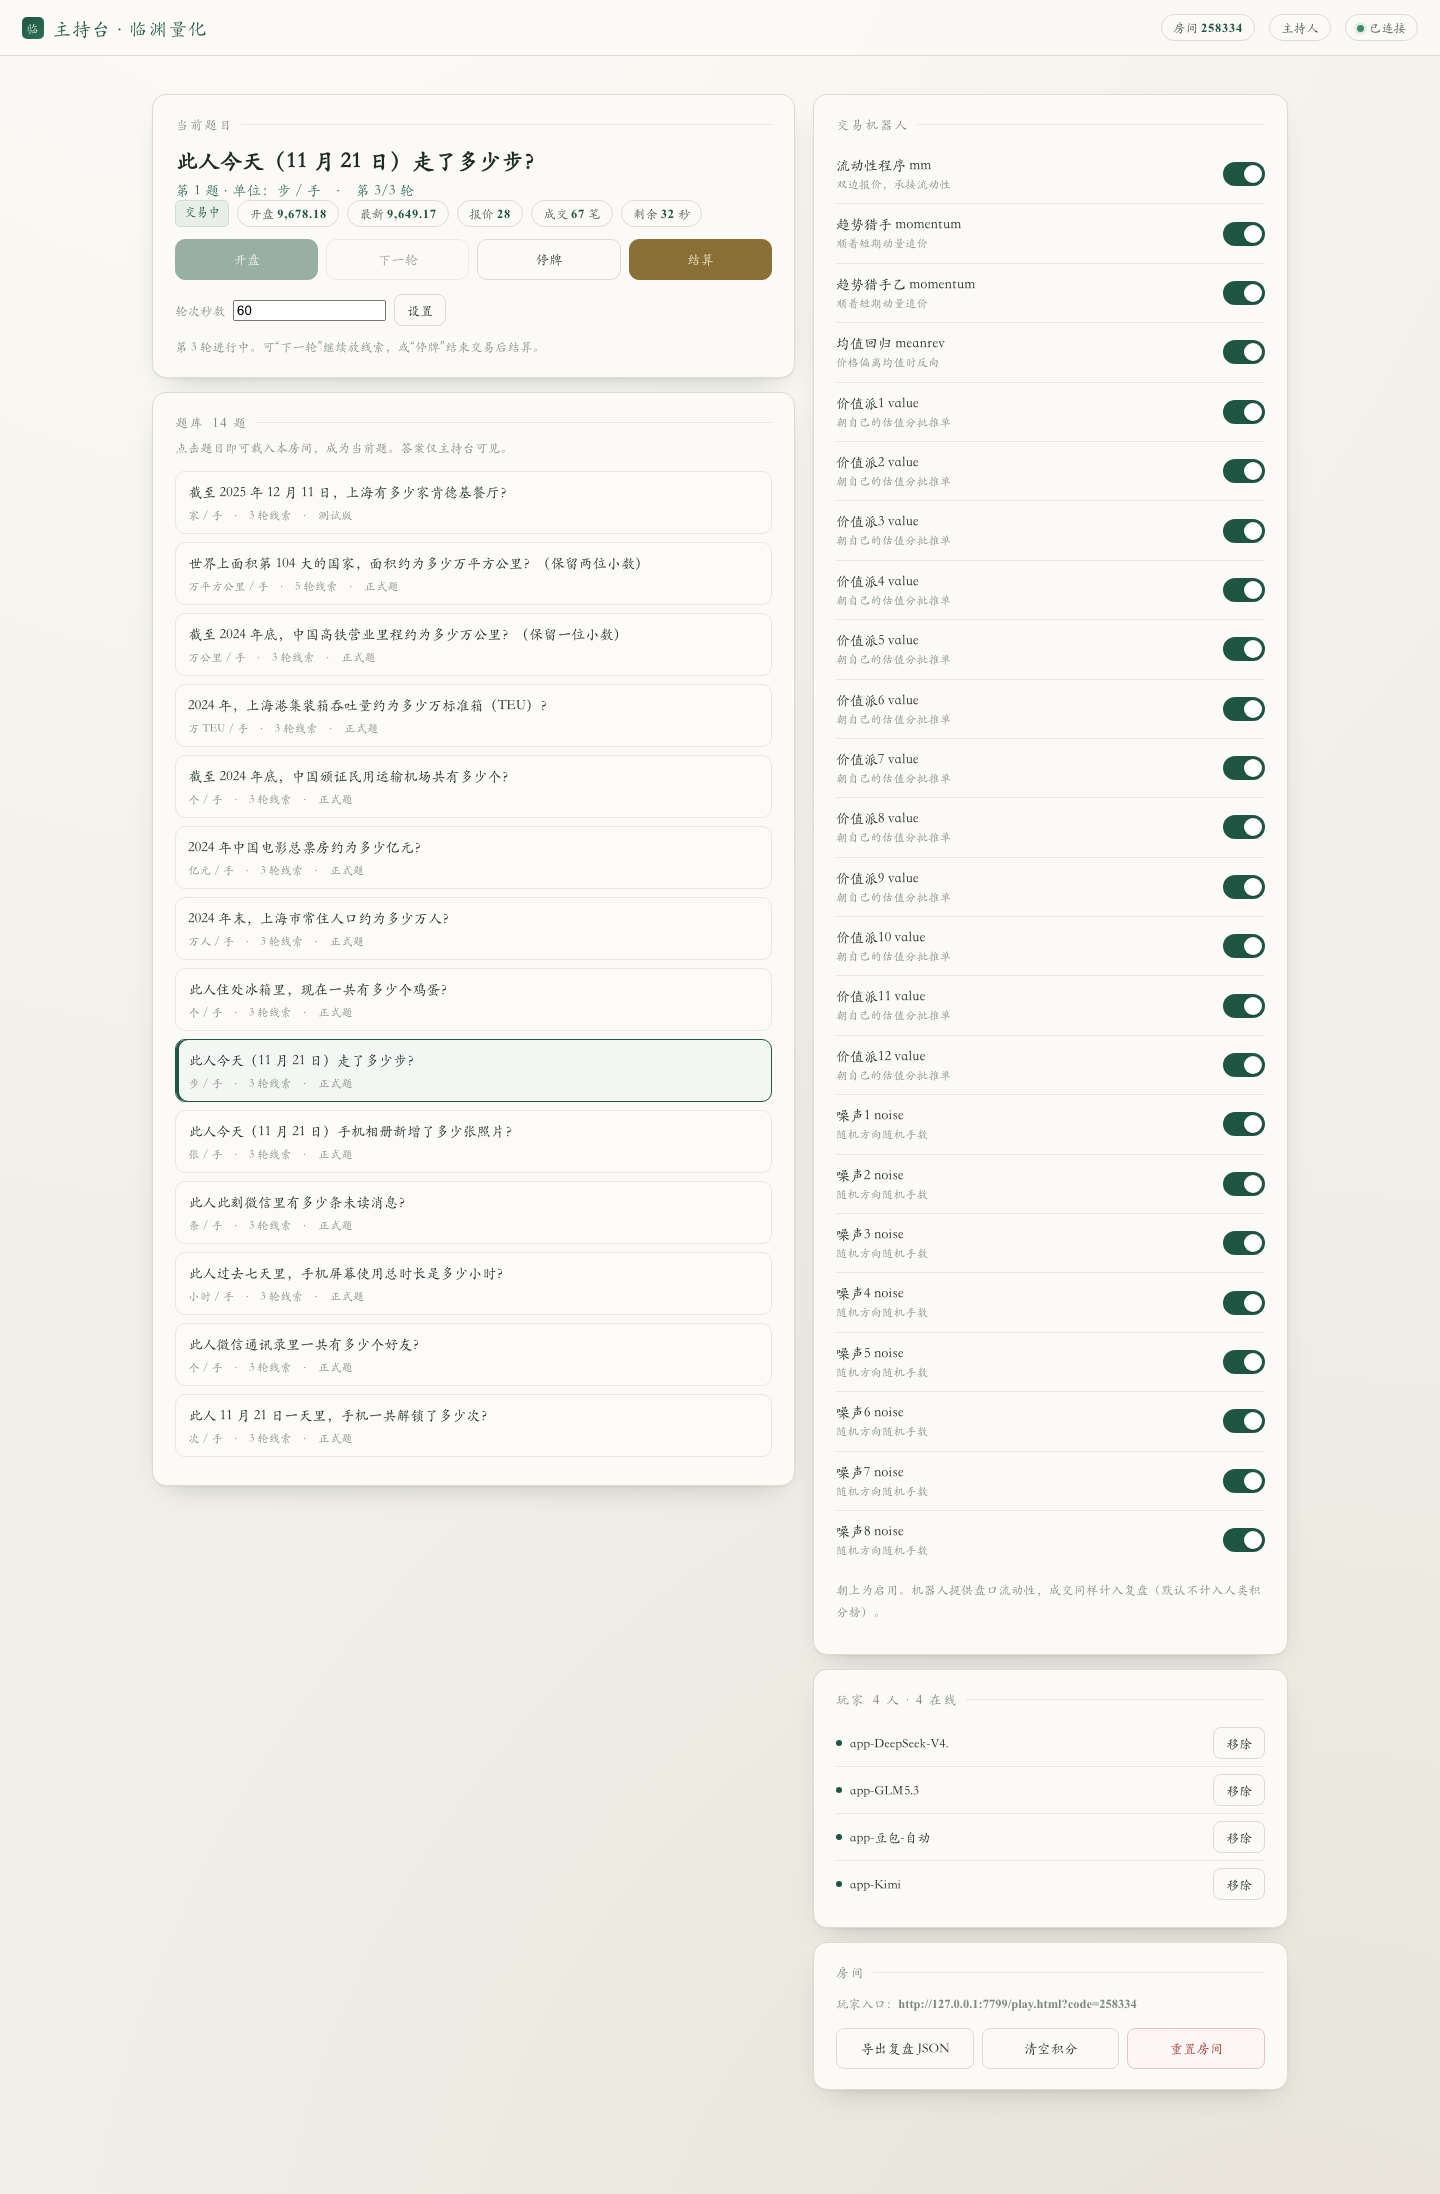 临 主持台 · 临渊量化
房间 258334
主持人
已连接
当前题目
此人今天（11 月 21 日）走了多少步?
第 1 题 · 单位：步 / 手 · 第 3/3 轮
交易中
开盘 9,678.18
最新 9,649.17
报价 28
成交 67 笔
剩余 32 秒
开盘
下一轮
停牌
结算
轮次秒数 60 设置
第 3 轮进行中。可“下一轮”继续放线索，或“停牌”结束交易后结算。
题库 14 题
点击题目即可载入本房间，成为当前题。答案仅主持台可见。
截至 2025 年 12 月 11 日，上海有多少家肯德基餐厅?
家 / 手 · 3 轮线索 · 测试版
世界上面积第 104 大的国家，面积约为多少万平方公里? （保留两位小数）
万平方公里 / 手 · 5 轮线索 · 正式题
截至 2024 年底，中国高铁营业里程约为多少万公里? （保留一位小数）
万公里 / 手 · 3 轮线索 · 正式题
2024 年，上海港集装箱吞吐量约为多少万标准箱（TEU）?
万 TEU / 手 · 3 轮线索 · 正式题
截至 2024 年底，中国颁证民用运输机场共有多少个?
个 / 手 · 3 轮线索 · 正式题
2024 年中国电影总票房约为多少亿元?
亿元 / 手 · 3 轮线索 · 正式题
2024 年末，上海市常住人口约为多少万人?
万人 / 手 · 3 轮线索 · 正式题
此人住处冰箱里，现在一共有多少个鸡蛋?
个 / 手 · 3 轮线索 · 正式题
此人今天（11 月 21 日）走了多少步?
步 / 手 · 3 轮线索 · 正式题
此人今天（11 月 21 日）手机相册新增了多少张照片?
张 / 手 · 3 轮线索 · 正式题
此人此刻微信里有多少条未读消息?
条 / 手 · 3 轮线索 · 正式题
此人过去七天里，手机屏幕使用总时长是多少小时?
小时 / 手 · 3 轮线索 · 正式题
此人微信通讯录里一共有多少个好友?
个 / 手 · 3 轮线索 · 正式题
此人 11 月 21 日一天里，手机一共解锁了多少次?
次 / 手 · 3 轮线索 · 正式题
交易机器人
流动性程序 mm
双边报价，承接流动性
趋势猎手 momentum
顺着短期动量追价
趋势猎手乙 momentum
顺着短期动量追价
均值回归 meanrev
价格偏离均值时反向
价值派1 value
朝自己的估值分批推单
价值派2 value
朝自己的估值分批推单
价值派3 value
朝自己的估值分批推单
价值派4 value
朝自己的估值分批推单
价值派5 value
朝自己的估值分批推单
价值派6 value
朝自己的估值分批推单
价值派7 value
朝自己的估值分批推单
价值派8 value
朝自己的估值分批推单
价值派9 value
朝自己的估值分批推单
价值派10 value
朝自己的估值分批推单
价值派11 value
朝自己的估值分批推单
价值派12 value
朝自己的估值分批推单
噪声1 noise
随机方向随机手数
噪声2 noise
随机方向随机手数
噪声3 noise
随机方向随机手数
噪声4 noise
随机方向随机手数
噪声5 noise
随机方向随机手数
噪声6 noise
随机方向随机手数
噪声7 noise
随机方向随机手数
噪声8 noise
随机方向随机手数
朝上为启用。机器人提供盘口流动性，成交同样计入复盘（默认不计入人类积
分榜）。
玩家 4 人 · 4 在线
app-DeepSeek-V4. 移除
app-GLM5.3 移除
app-豆包-自动 移除
app-Kimi 移除
房间
玩家入口：http://127.0.0.1:7799/play.html?code=258334
导出复盘 JSON
清空积分
重置房间